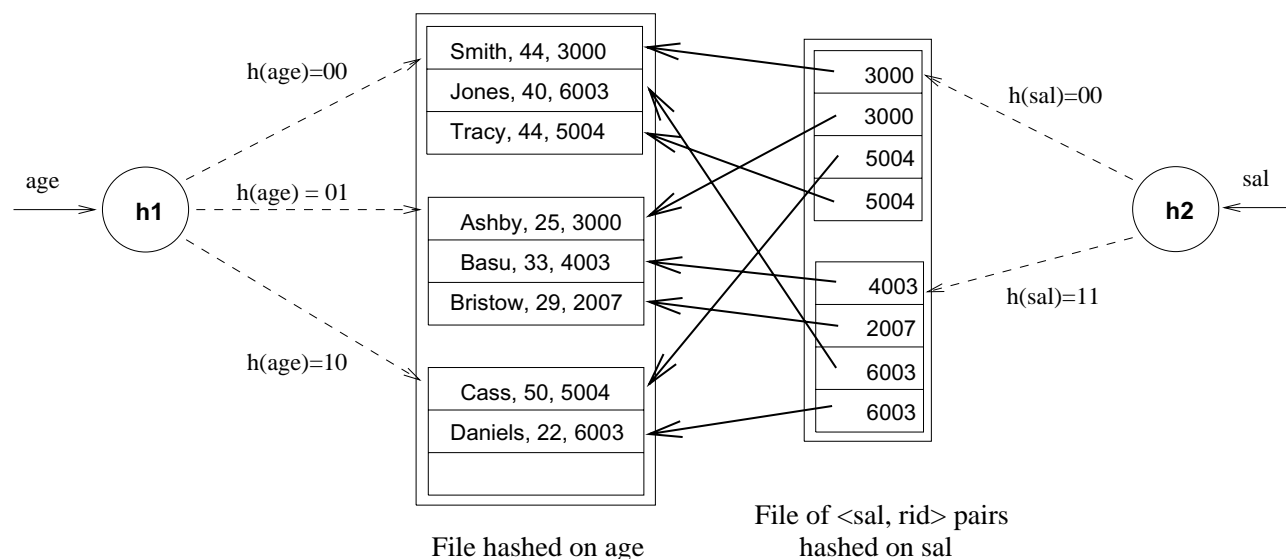 age
h1
h(age)=00
h(age) = 01
h(age)=10
Smith, 44, 3000
Jones, 40, 6003
Tracy, 44, 5004
Ashby, 25, 3000
Basu, 33, 4003
Bristow, 29, 2007
Cass, 50, 5004
Daniels, 22, 6003
File hashed on age
3000
3000
5004
5004
4003
2007
6003
6003
File of <sal, rid> pairs
hashed on sal
h(sal)=00
h(sal)=11
h2
sal